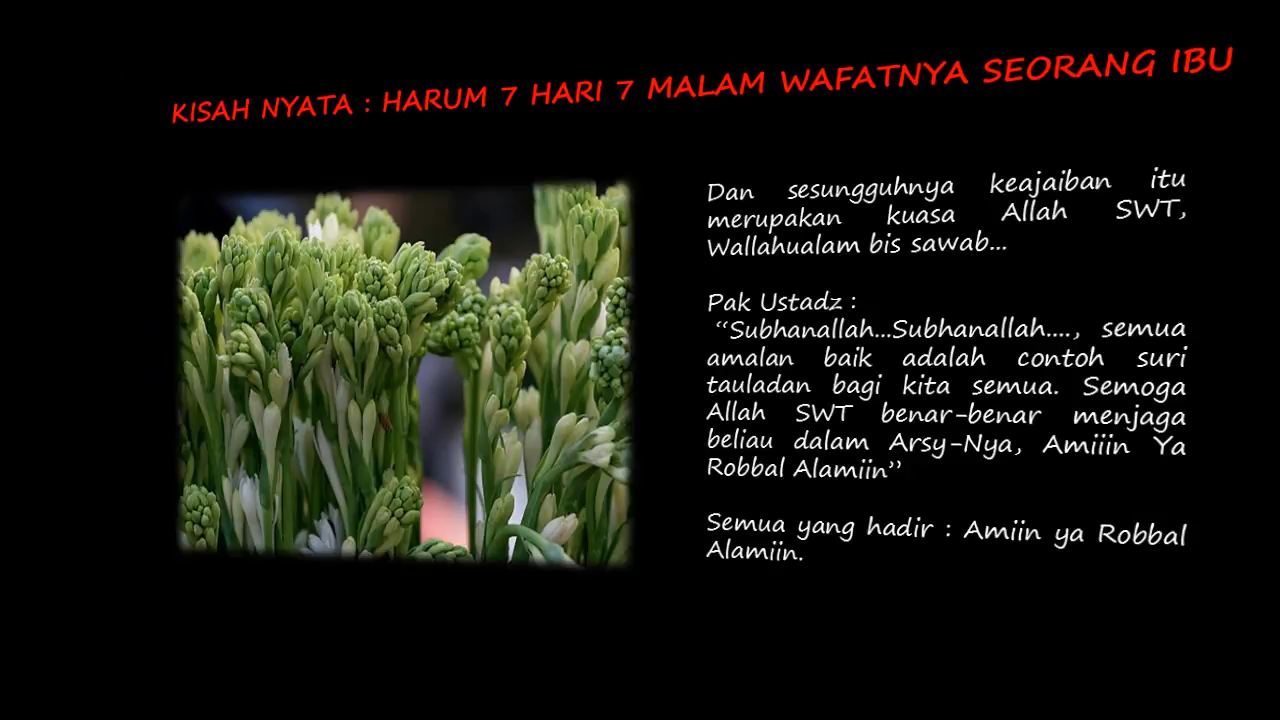 KISAH NYATA : HARUM 7 HARI 7 MALAM WAFATNYA SEORANG IBU
Dan sesungguhnya keajaiban itu
merupakan kuasa Allah SWT,
Wallahualam bis sawab...
Pak Ustadz :
“Subhanallah...Subhanallah...., semua
amalan baik adalah contoh suri
tauladan bagi kita semua. Semoga
Allah SWT benar-benar menjaga
beliau dalam Arsy-Nya, Amiiin Ya
Robbal Alamiin”
Semua yang hadir : Amiin ya Robbal
Alamiin.